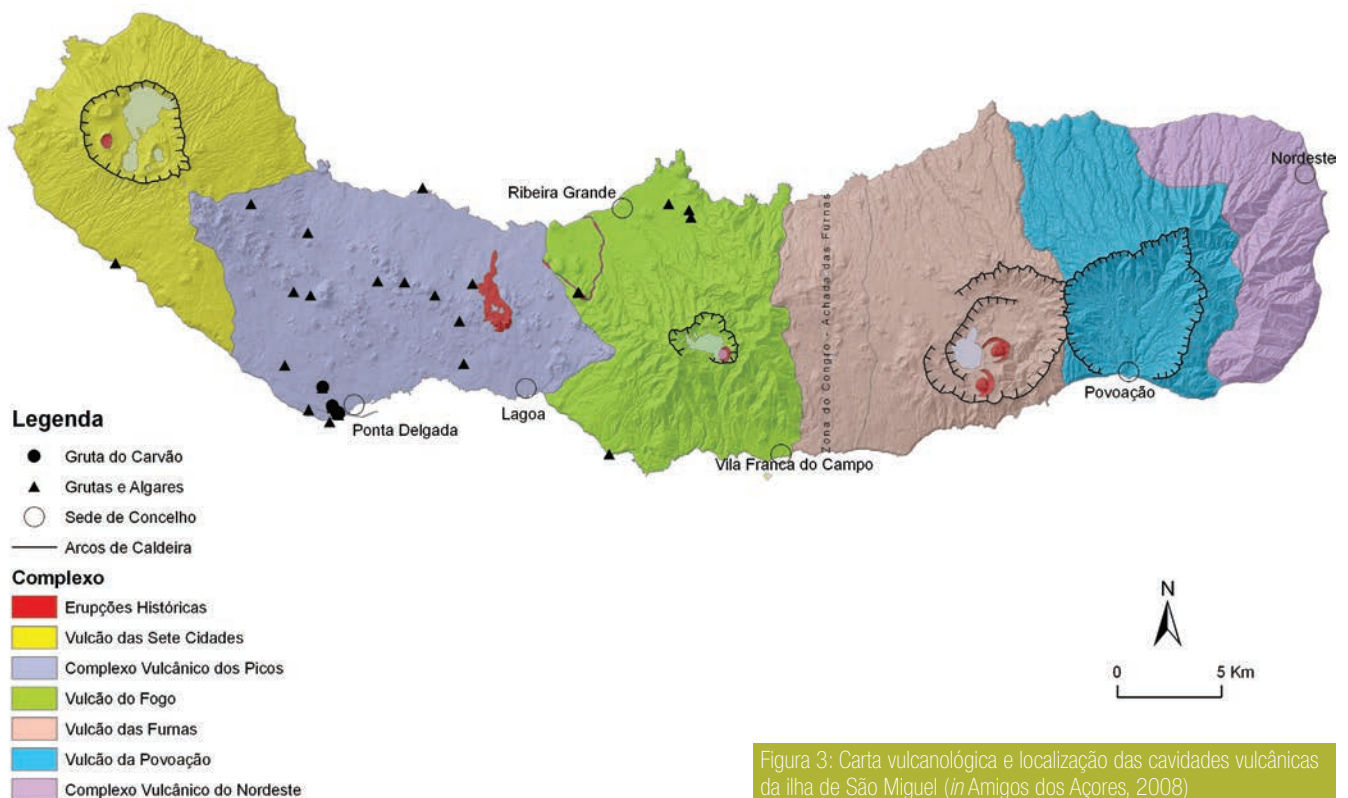 Nordeste
Ribeira Grande
Zona do Congro - Achada das Furnas
Povoação
Lagoa
Ponta Delgada
Vila Franca do Campo
Legenda
Gruta do Carvão
Grutas e Algares
Sede de Concelho
Arcos de Caldeira
Complexo
Erupções Históricas
Vulcão das Sete Cidades
Complexo Vulcânico dos Picos
Vulcão do Fogo
Vulcão das Furnas
Vulcão da Povoação
Complexo Vulcânico do Nordeste
N
0 5 Km
Figura 3: Carta vulcanológica e localização das cavidades vulcânicas
da ilha de São Miguel (in Amigos dos Açores, 2008)